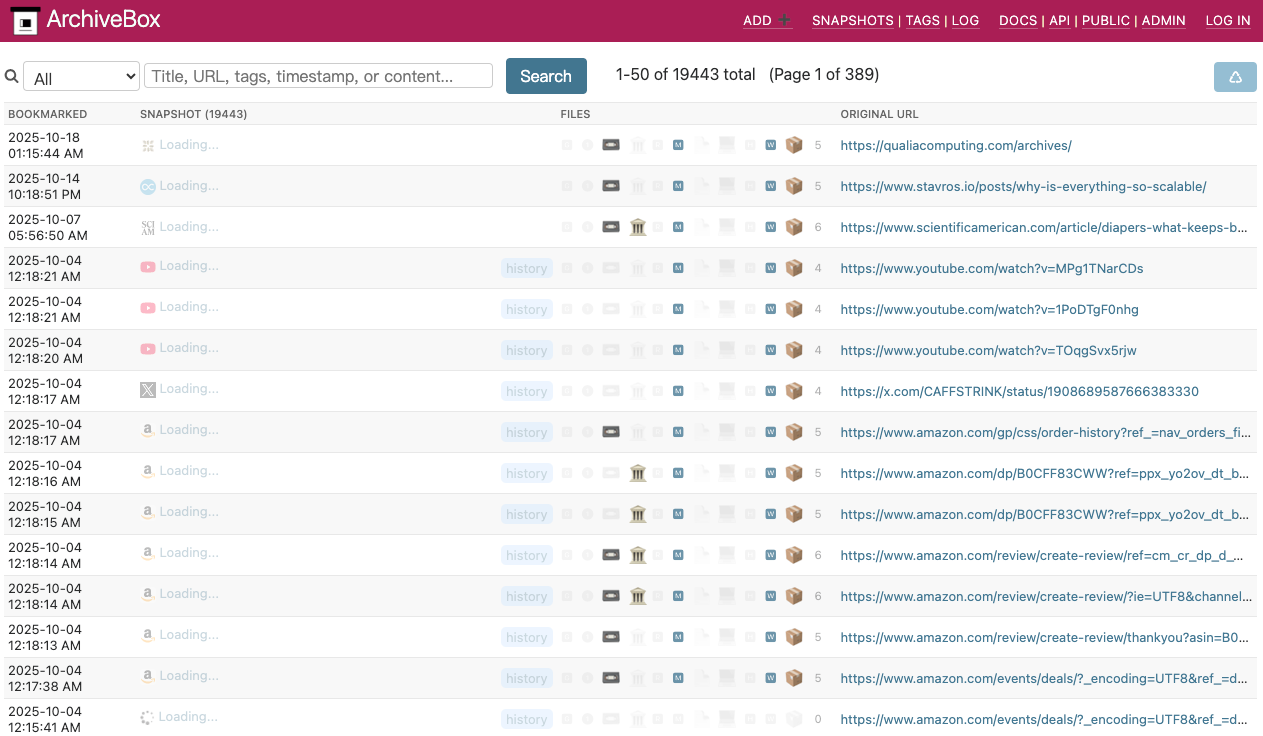 ArchiveBox
ADD ➕ SNAPSHOTS | TAGS | LOG DOCS | API | PUBLIC | ADMIN LOG IN
All Title, URL, tags, timestamp, or content... Search 1-50 of 19443 total (Page 1 of 389)
BOOKMARKED SNAPSHOT (19443) FILES ORIGINAL URL
2025-10-18
01:15:44 AM
Loading... M W 5 https://qualiacomputing.com/archives/
2025-10-14
10:18:51 PM
Loading... M W 5 https://www.stavros.io/posts/why-is-everything-so-scalable/
2025-10-07
05:56:50 AM
SCI
AM
Loading... M W 6 https://www.scientificamerican.com/article/diapers-what-keeps-b...
2025-10-04
12:18:21 AM
Loading... history M W 4 https://www.youtube.com/watch?v=MPg1TNarCDs
2025-10-04
12:18:21 AM
Loading... history M W 4 https://www.youtube.com/watch?v=1PoDTgF0nhg
2025-10-04
12:18:20 AM
Loading... history M W 4 https://www.youtube.com/watch?v=TOqgSvx5rjw
2025-10-04
12:18:17 AM
Loading... history M W 4 https://x.com/CAFFSTRINK/status/1908689587666383330
2025-10-04
12:18:17 AM
Loading... history M W 5 https://www.amazon.com/gp/css/order-history?ref_=nav_orders_fi...
2025-10-04
12:18:16 AM
Loading... history M W 5 https://www.amazon.com/dp/B0CFF83CWW?ref=ppx_yo2ov_dt_b...
2025-10-04
12:18:15 AM
Loading... history M W 5 https://www.amazon.com/dp/B0CFF83CWW?ref=ppx_yo2ov_dt_b...
2025-10-04
12:18:14 AM
Loading... history M W 6 https://www.amazon.com/review/create-review/ref=cm_cr_dp_d_...
2025-10-04
12:18:14 AM
Loading... history M W 6 https://www.amazon.com/review/create-review/?ie=UTF8&channel...
2025-10-04
12:18:13 AM
Loading... history M W 5 https://www.amazon.com/review/create-review/thankyou?asin=B0...
2025-10-04
12:17:38 AM
Loading... history M W 5 https://www.amazon.com/events/deals/?_encoding=UTF8&ref_=d...
2025-10-04
12:15:41 AM
Loading... history 0 https://www.amazon.com/events/deals/?_encoding=UTF8&ref_=d...